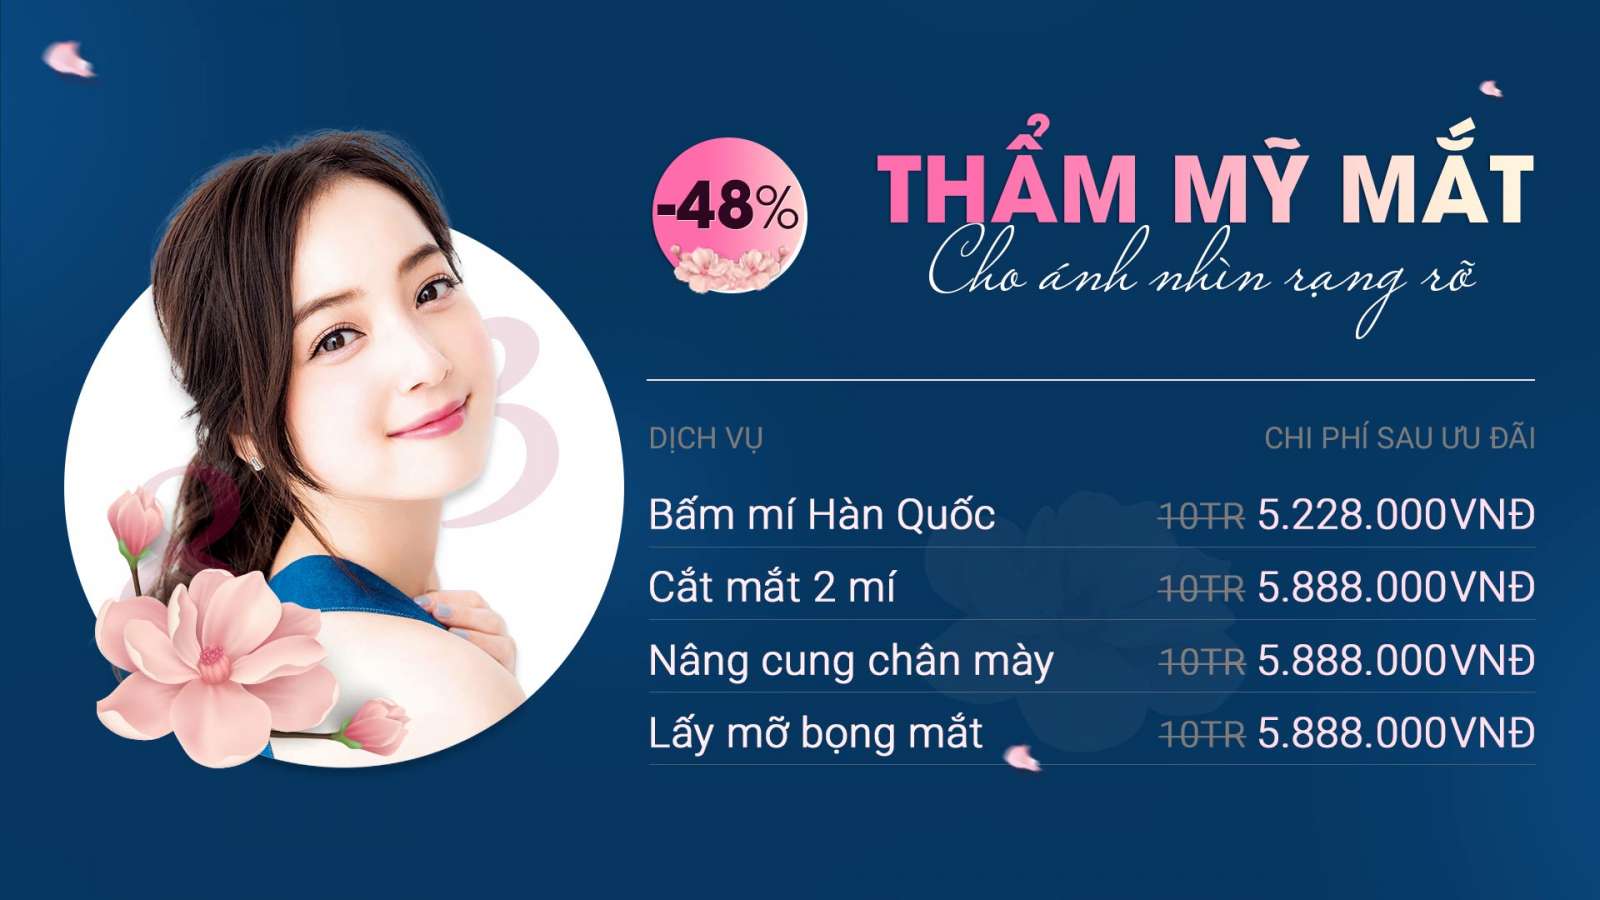 -48%
THẨM MỸ MẮT
Cho ánh nhìn rạng rỡ
DỊCH VỤ CHI PHÍ SAU ƯU ĐÃI
Bấm mí Hàn Quốc 10TR 5.228.000VNĐ
Cắt mắt 2 mí 10TR 5.888.000VNĐ
Nâng cung chân mày 10TR 5.888.000VNĐ
Lấy mỡ bọng mắt 10TR 5.888.000VNĐ